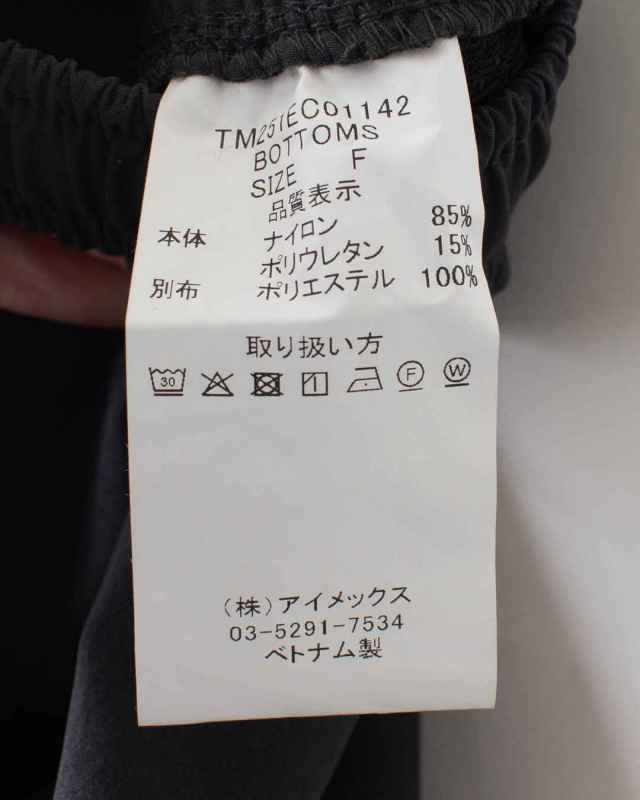 TM251EC01142
BOTTOMS
SIZE F
品質表示
本体 ナイロン 85%
ポリウレタン 15%
別布 ポリエステル 100%
取り扱い方
30 F W
(株)アイメックス
03-5291-7534
ベトナム製